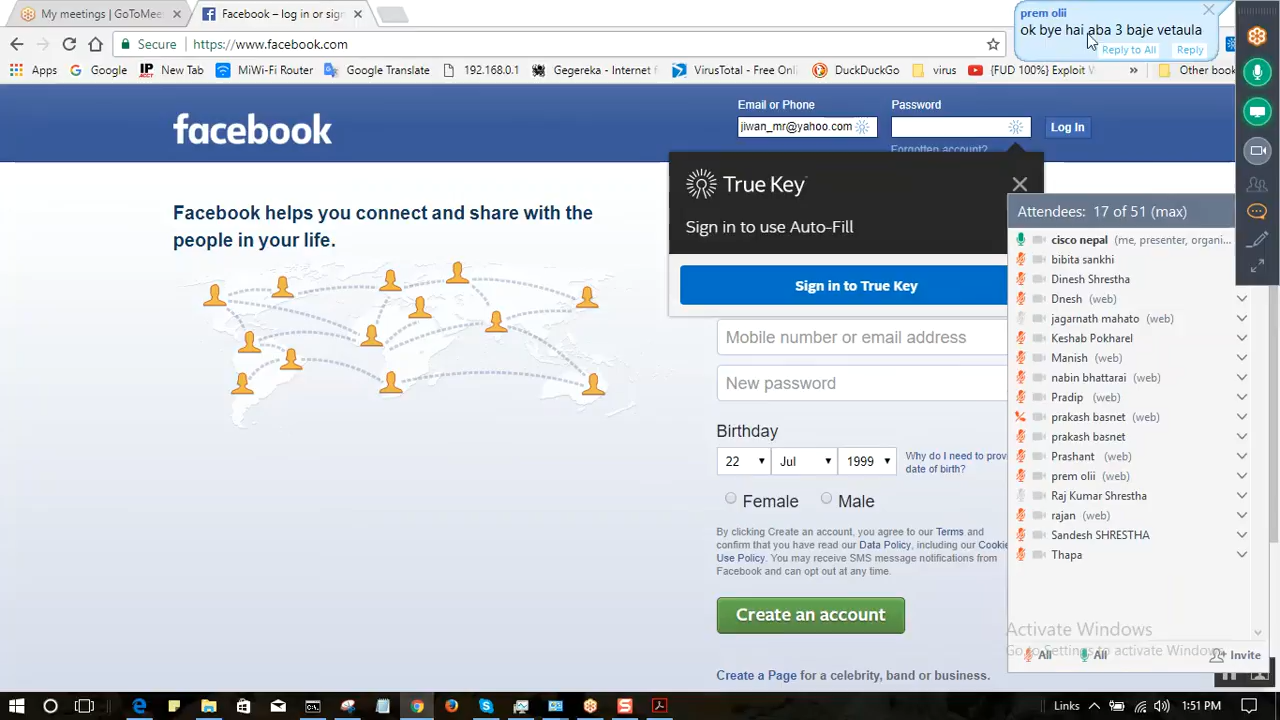 My meetings | GoToMee
Facebook – log in or sign
prem olii
ok bye hai aba 3 baje vetaula
Reply to All
Reply
Secure
https://www.facebook.com
Apps
Google
New Tab
MiWi-Fi Router
Google Translate
192.168.0.1
Gegereka - Internet f
VirusTotal - Free Onl
DuckDuckGo
virus
{FUD 100%} Exploit
»
Other book
facebook
Email or Phone
Password
jiwan_mr@yahoo.com
Log In
Forgotten account?
True Key
Sign in to use Auto-Fill
Sign in to True Key
Facebook helps you connect and share with the
people in your life.
Mobile number or email address
New password
Birthday
22
Jul
1999
Why do I need to prov
date of birth?
Female
Male
By clicking Create an account, you agree to our Terms and
confirm that you have read our Data Policy, including our Cookie
Use Policy. You may receive SMS message notifications from
Facebook and can opt out at any time.
Create an account
Create a Page for a celebrity, band or business.
Attendees: 17 of 51 (max)
cisco nepal (me, presenter, organi...
bibita sankhi
Dinesh Shrestha
Dnesh (web)
jagarnath mahato (web)
Keshab Pokharel
Manish (web)
nabin bhattarai (web)
Pradip (web)
prakash basnet (web)
prakash basnet
Prashant (web)
prem olii (web)
Raj Kumar Shrestha
rajan (web)
Sandesh SHRESTHA
Thapa
Activate Windows
Go to Settings to activate Windows.
All
All
Invite
Links
1:51 PM